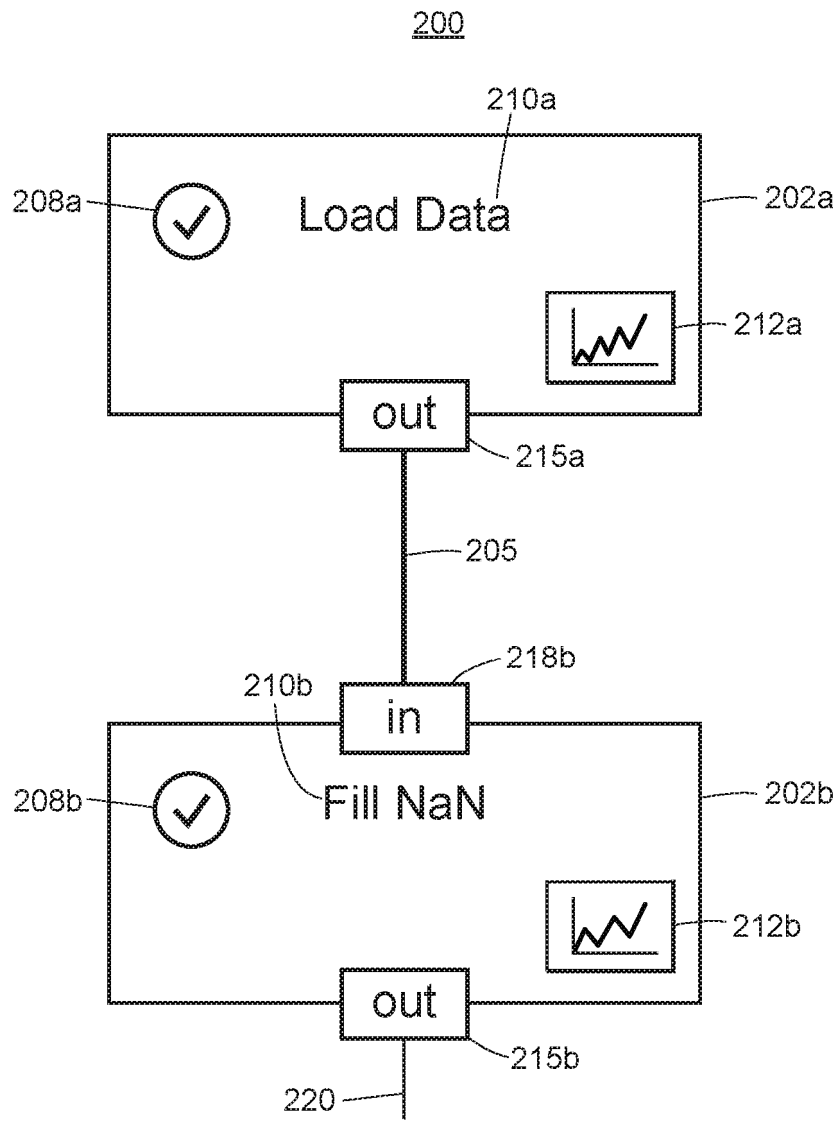 200
210a
208a
Load Data
202a
212a
out
215a
205
218b
210b
in
208b
Fill NaN
202b
212b
out
215b
220